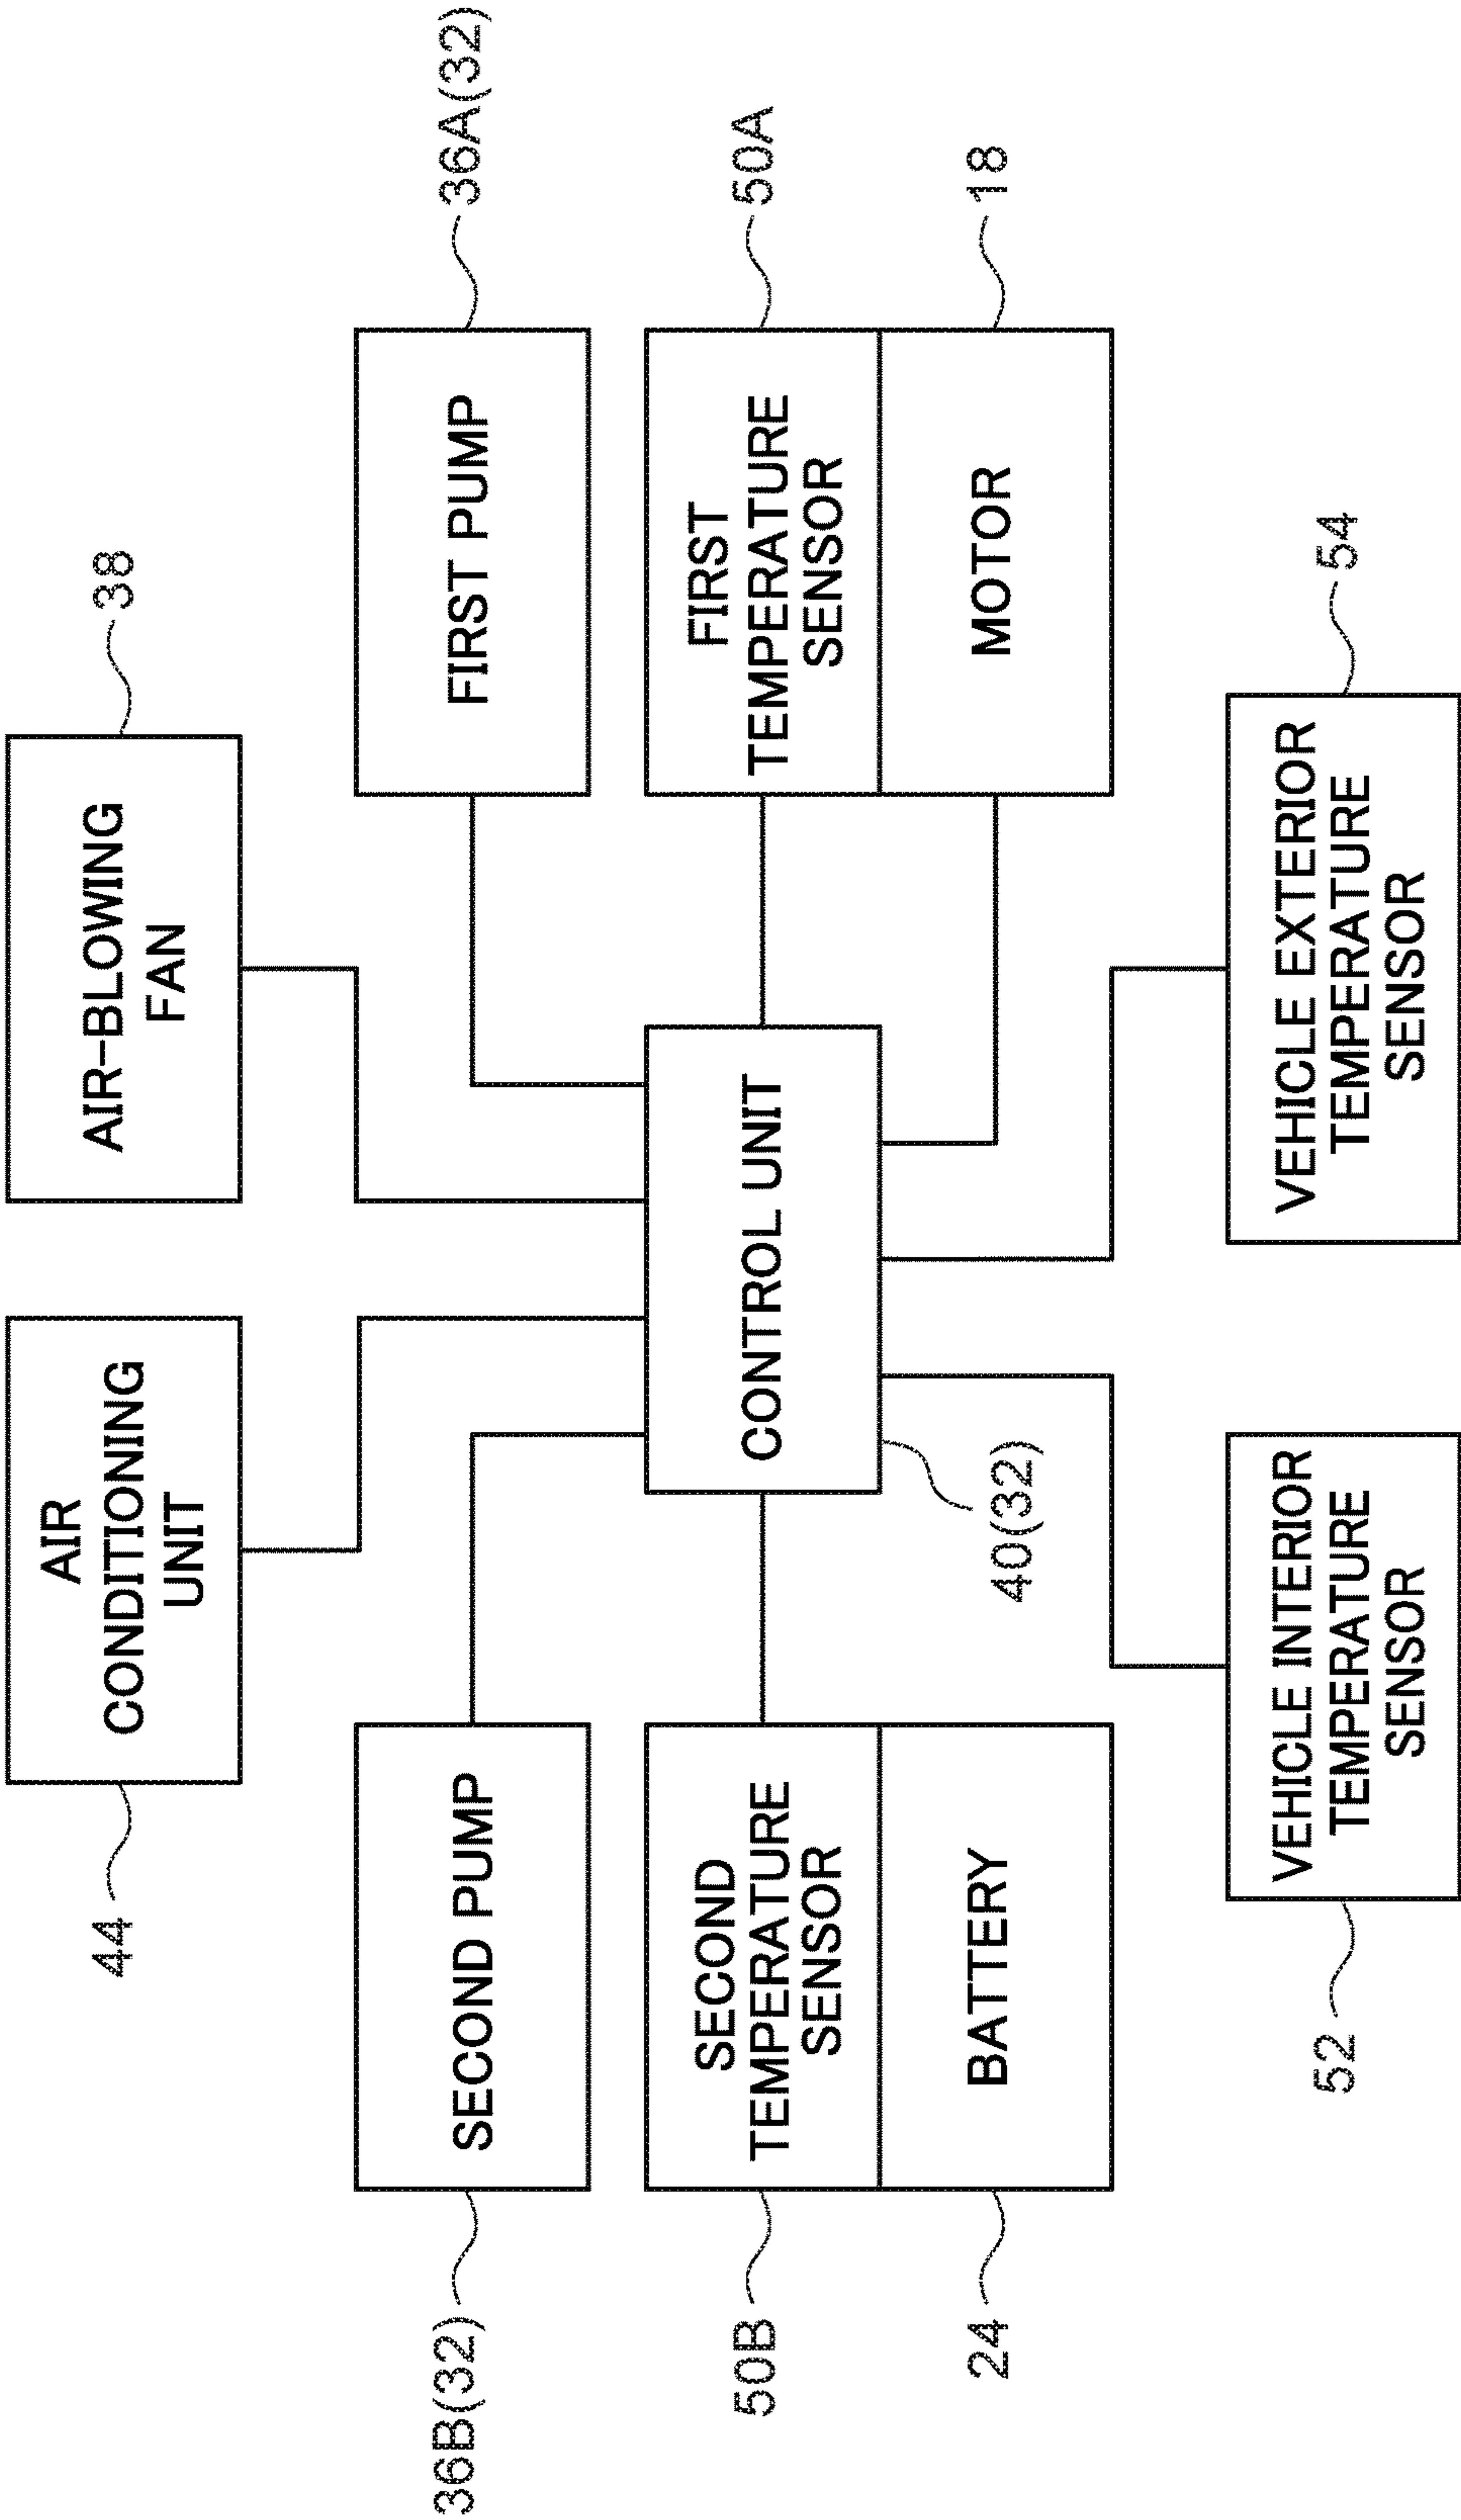 44
AIR
CONDITIONING
UNIT
AIR-BLOWING
FAN
38
36B(32)
SECOND PUMP
FIRST PUMP
36A(32)
50B
SECOND
TEMPERATURE
SENSOR
CONTROL UNIT
FIRST
TEMPERATURE
SENSOR
50A
24
BATTERY
40(32)
MOTOR
18
52
VEHICLE INTERIOR
TEMPERATURE
SENSOR
VEHICLE EXTERIOR
TEMPERATURE
SENSOR
54